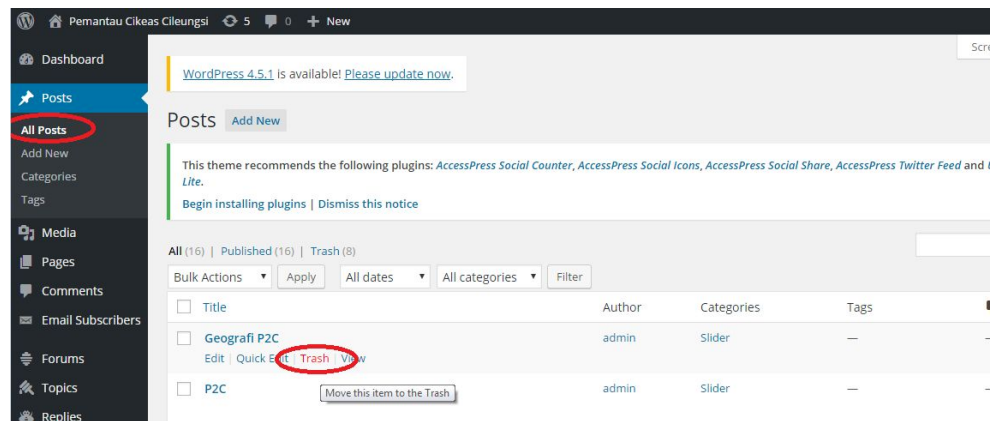 Pemantau Cikeas Cileungsi 5 0 + New
Dashboard
Posts
All Posts
Add New
Categories
Tags
Media
Pages
Comments
Email Subscribers
Forums
Topics
Replies
WordPress 4.5.1 is available! Please update now.
Posts Add New
This theme recommends the following plugins: AccessPress Social Counter, AccessPress Social Icons, AccessPress Social Share, AccessPress Twitter Feed and
Lite.
Begin installing plugins | Dismiss this notice
All (16) | Published (16) | Trash (8)
Bulk Actions Apply All dates All categories Filter
Title Author Categories Tags
Geografi P2C admin Slider —
Edit | Quick Edit | Trash | View
Move this item to the Trash
P2C admin Slider —